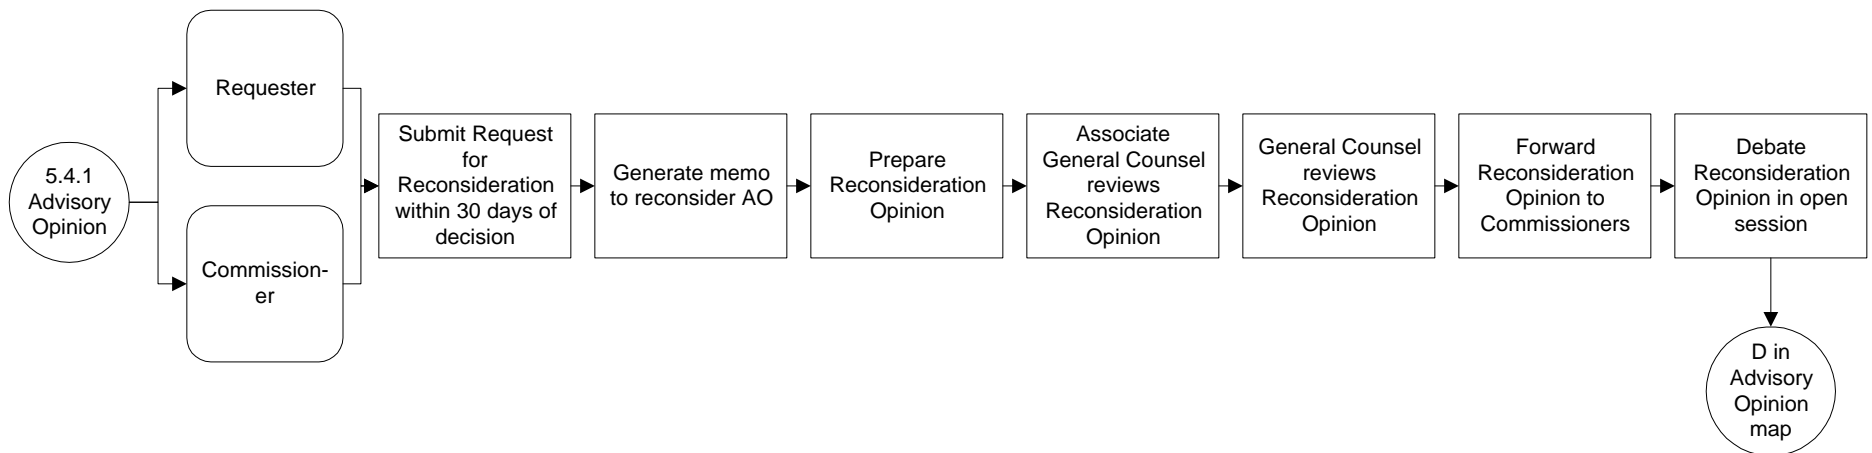 5.4.1
Advisory
Opinion
Requester
Commission-
er
Submit Request
for
Reconsideration
within 30 days of
decision
Generate memo
to reconsider AO
Prepare
Reconsideration
Opinion
Associate
General Counsel
reviews
Reconsideration
Opinion
General Counsel
reviews
Reconsideration
Opinion
Forward
Reconsideration
Opinion to
Commissioners
Debate
Reconsideration
Opinion in open
session
D in
Advisory
Opinion
map